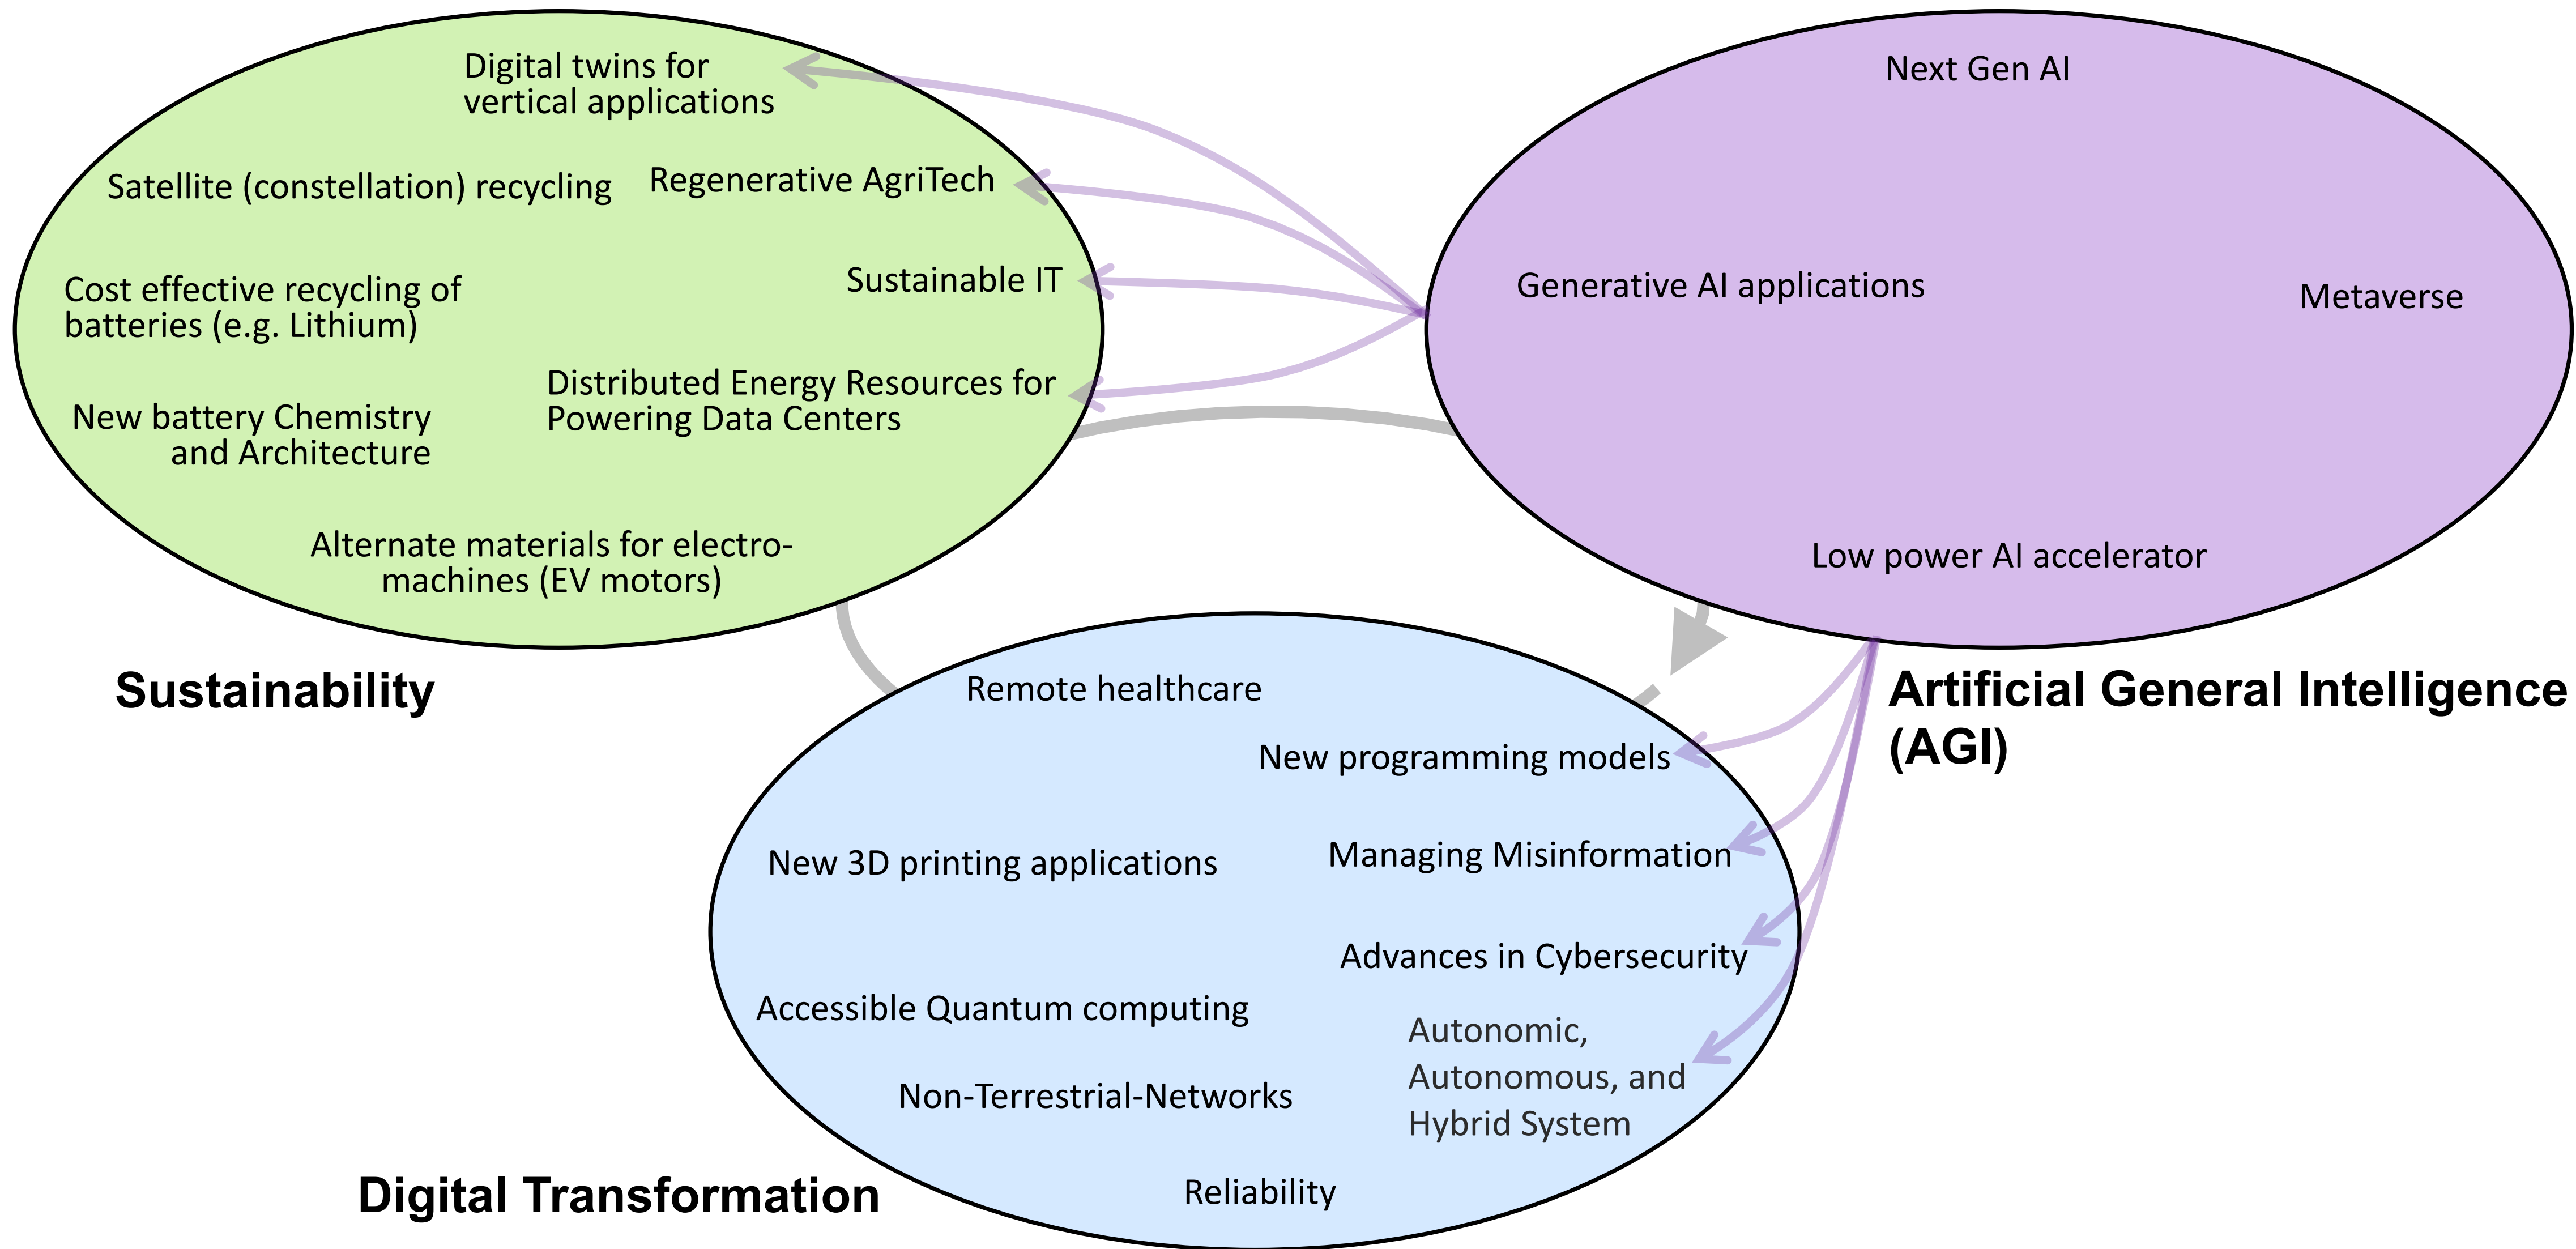 Digital twins for
vertical applications
Satellite (constellation) recycling
Regenerative AgriTech
Sustainable IT
Cost effective recycling of
batteries (e.g. Lithium)
Distributed Energy Resources for
Powering Data Centers
New battery Chemistry
and Architecture
Alternate materials for electro-
machines (EV motors)
Sustainability
Next Gen AI
Generative AI applications
Metaverse
Low power AI accelerator
Artificial General Intelligence
(AGI)
Remote healthcare
New programming models
New 3D printing applications
Managing Misinformation
Advances in Cybersecurity
Accessible Quantum computing
Autonomic,
Autonomous, and
Hybrid System
Non-Terrestrial-Networks
Reliability
Digital Transformation